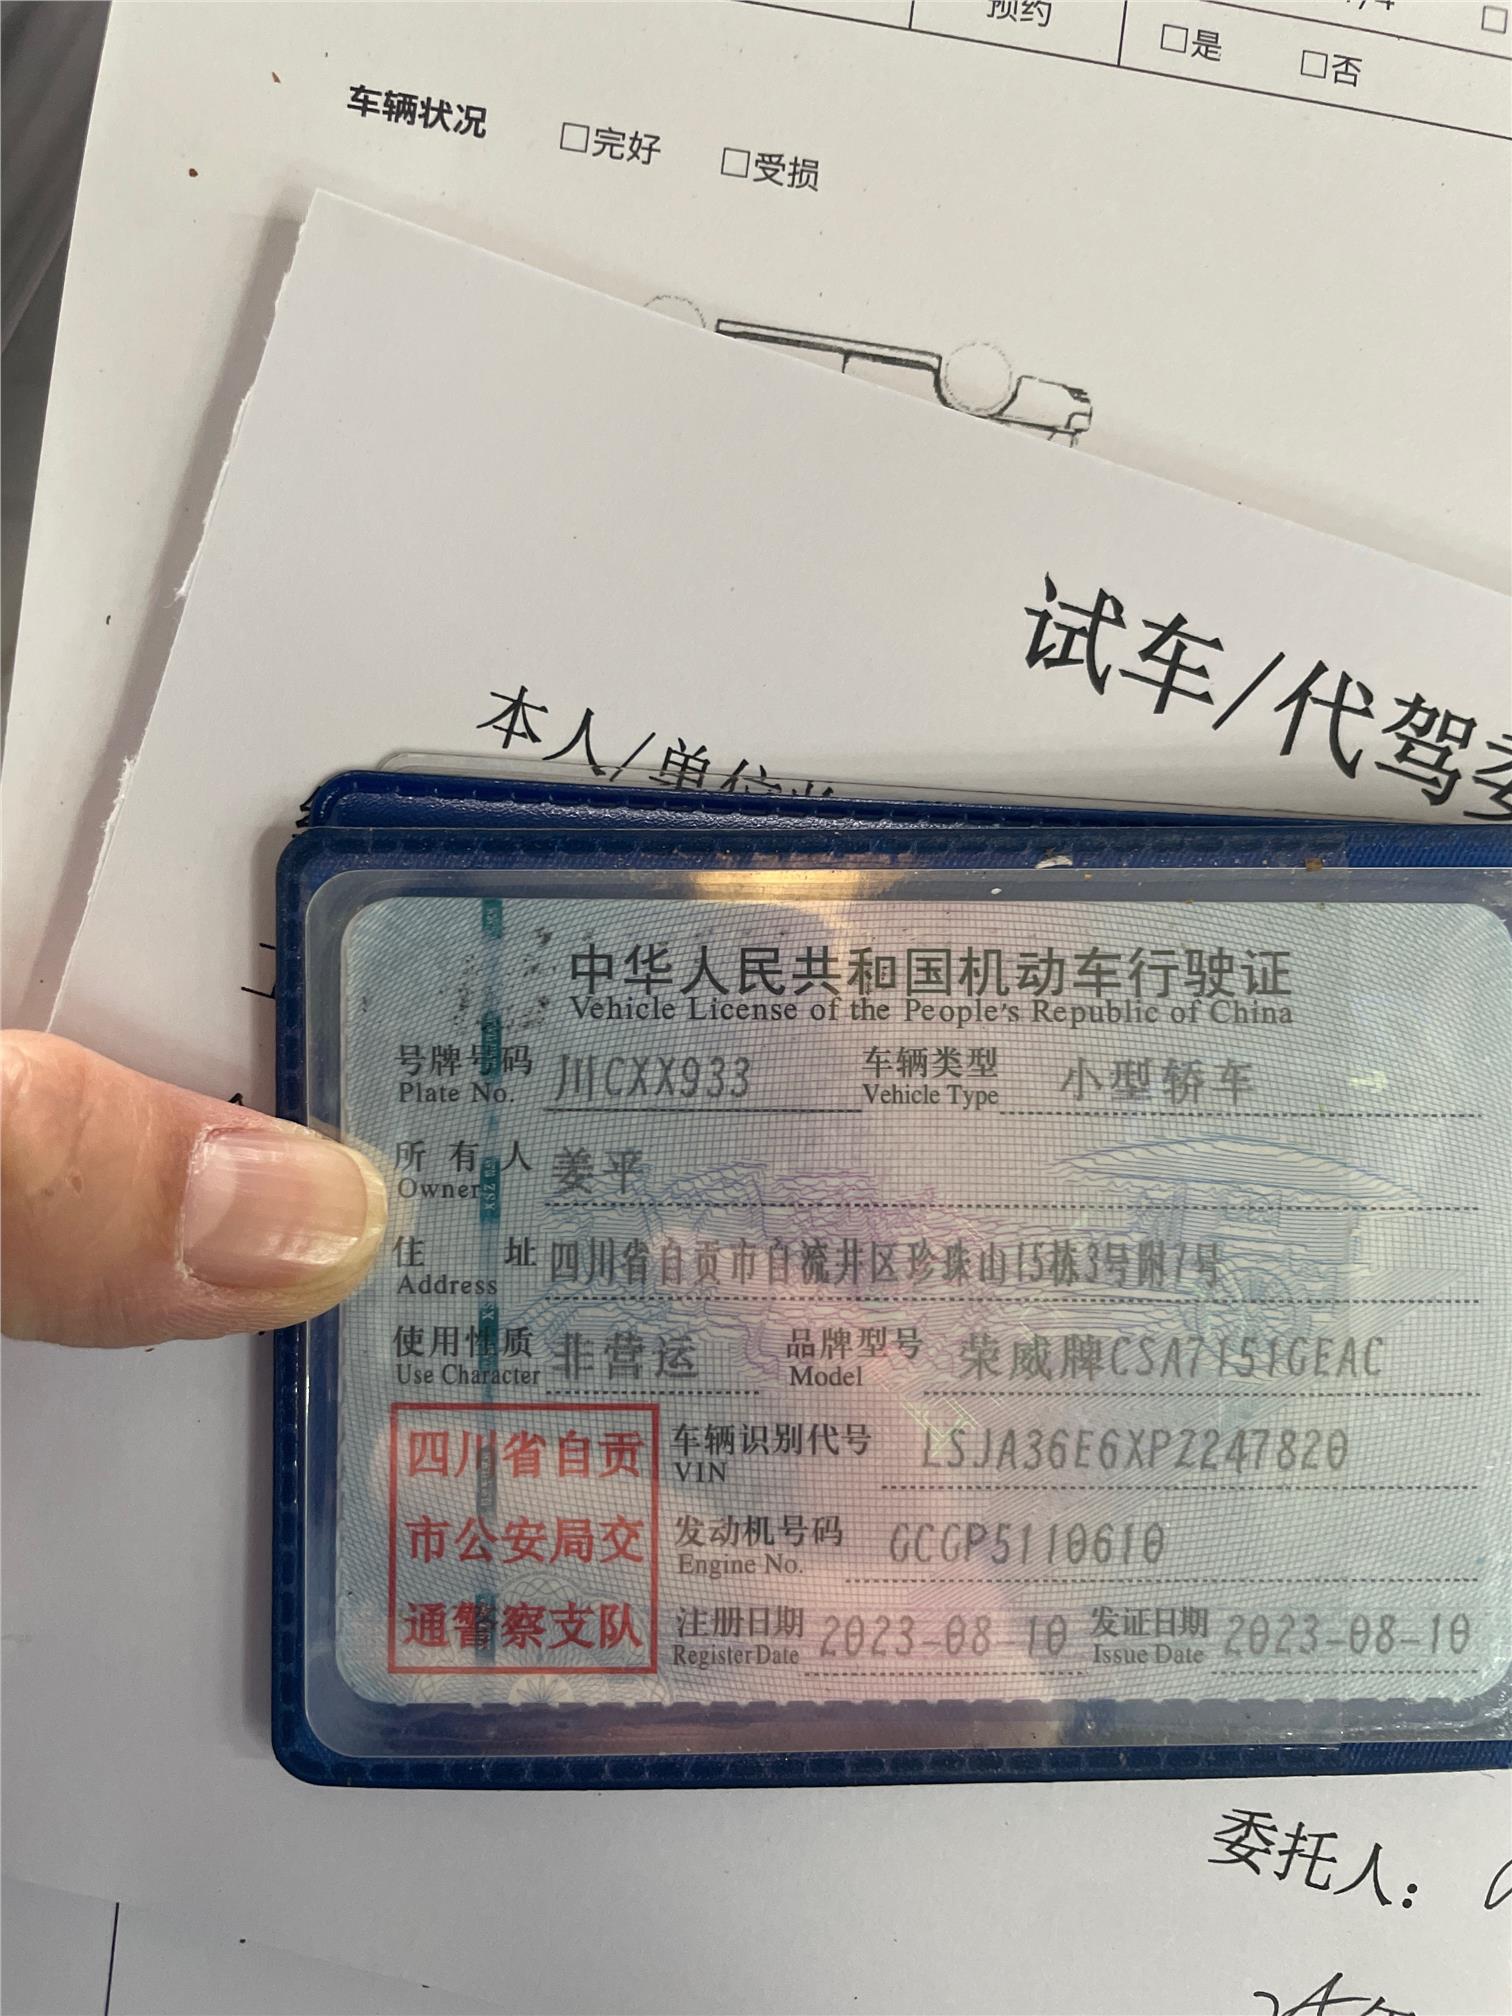 预约
□是 □否
车辆状况 □完好 □受损
试车/代驾委
本人/单位
中华人民共和国机动车行驶证
Vehicle License of the People's Republic of China
号牌号码 川CXX933 车辆类型 小型轿车
Plate No. Vehicle Type
所有人 姜平
Owner
住址 四川省自贡市自流井区珍珠山15栋3号附7号
Address
使用性质 非营运 品牌型号 荣威牌CSA7151GEAC
Use Character Model
四川省自贡
市公安局交
通警察支队
车辆识别代号 LSJA36E6XPZ247820
VIN
发动机号码 GCGP5110610
Engine No.
注册日期 2023-08-10 发证日期 2023-08-10
Register Date Issue Date
委托人：